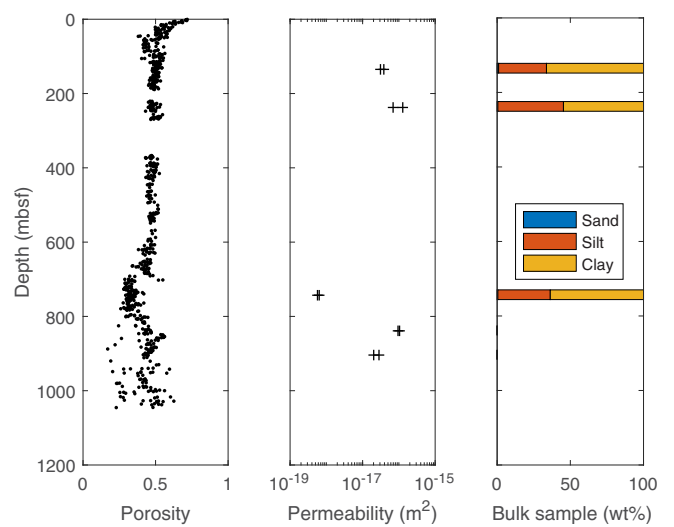 0
200
400
600
800
1000
1200
Depth (mbsf)
0 0.5 1
Porosity
10-19 10-17 10-15
Permeability (m2)
Sand
Silt
Clay
0 50 100
Bulk sample (wt%)